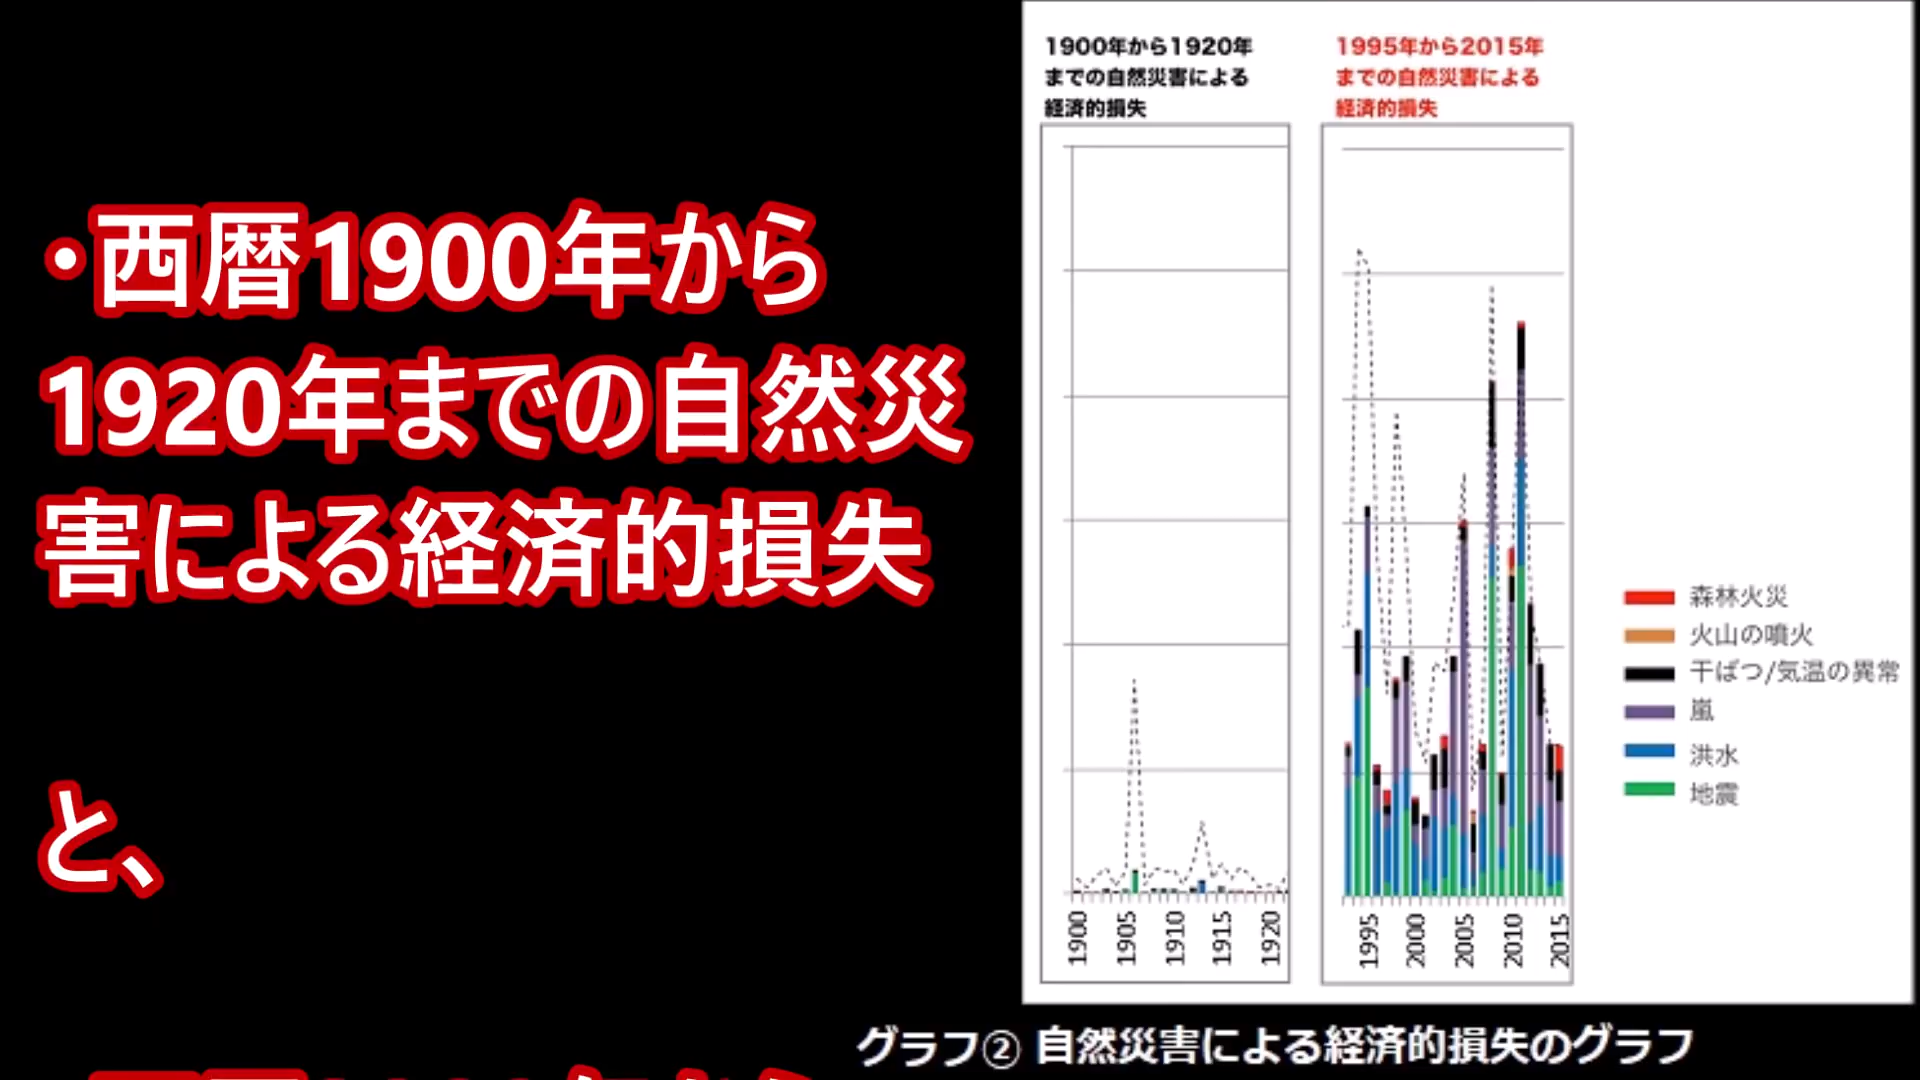 ・西暦1900年から
1920年までの自然災
害による経済的損失
と、
1900年から1920年
までの自然災害による
経済的損失
1995年から2015年
までの自然災害による
経済的損失
1900
1905
1910
1915
1920
1995
2000
2005
2010
2015
森林火災
火山の噴火
干ばつ/気温の異常
嵐
洪水
地震
グラフ② 自然災害による経済的損失のグラフ